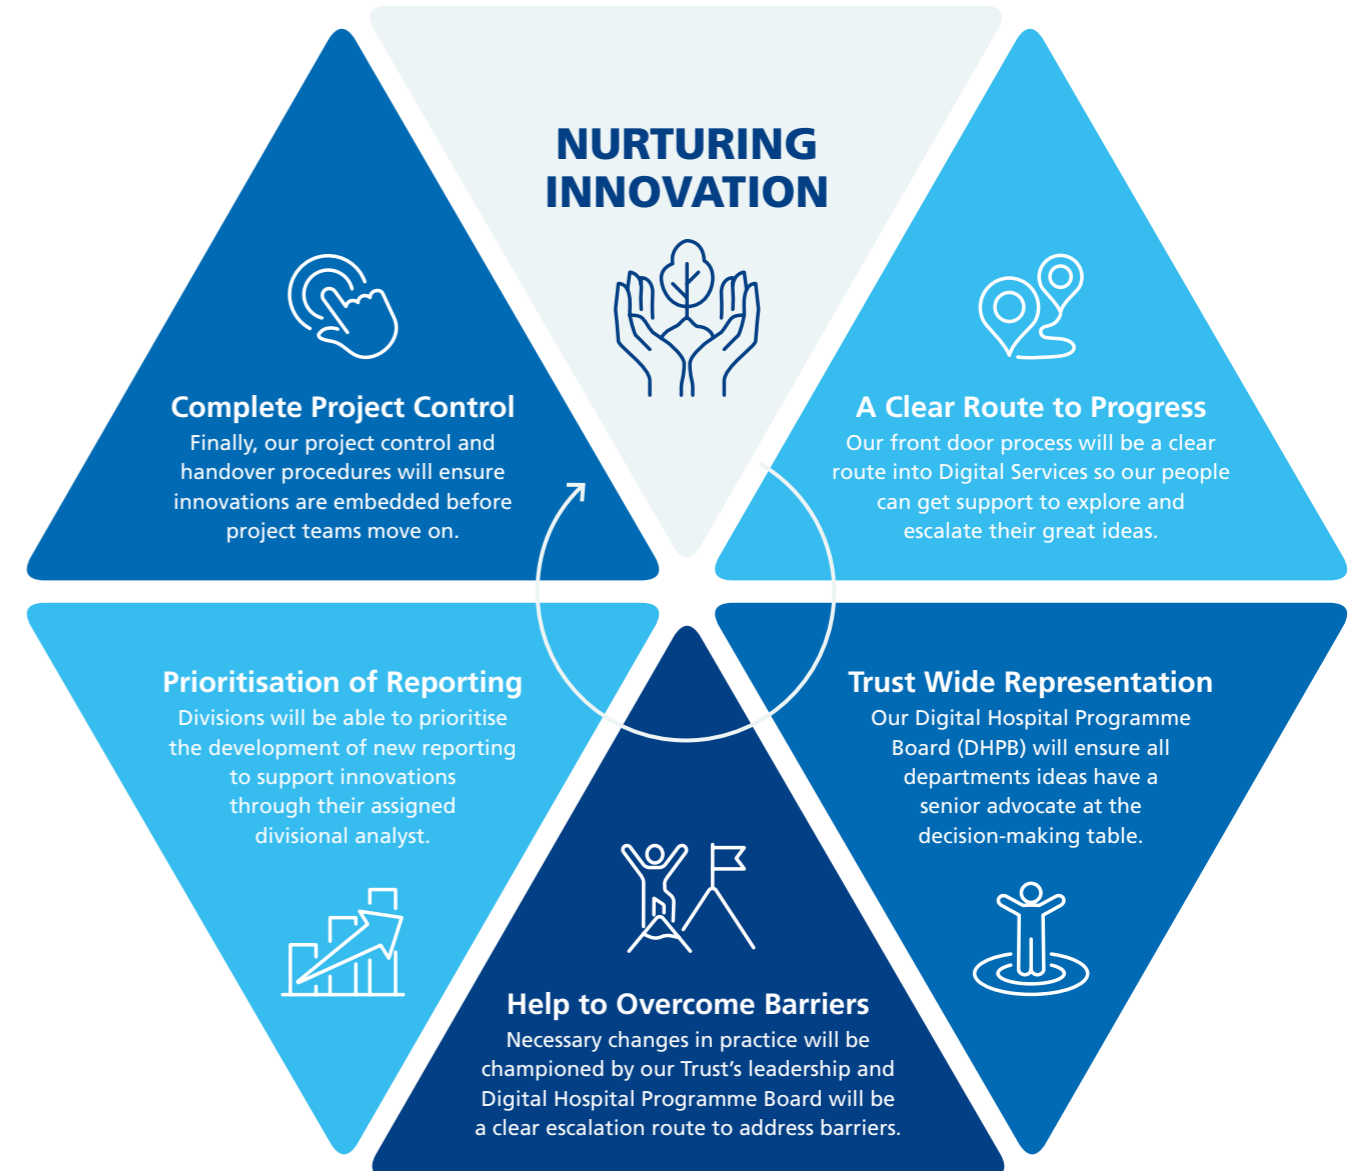 NURTURING
INNOVATION
A Clear Route to Progress
Our front door process will be a clear
route into Digital Services so our people
can get support to explore and
escalate their great ideas.
Trust Wide Representation
Our Digital Hospital Programme
Board (DHPB) will ensure all
departments ideas have a
senior advocate at the
decision-making table.
Help to Overcome Barriers
Necessary changes in practice will be
championed by our Trust’s leadership and
Digital Hospital Programme Board will be
a clear escalation route to address barriers.
Prioritisation of Reporting
Divisions will be able to prioritise
the development of new reporting
to support innovations
through their assigned
divisional analyst.
Complete Project Control
Finally, our project control and
handover procedures will ensure
innovations are embedded before
project teams move on.